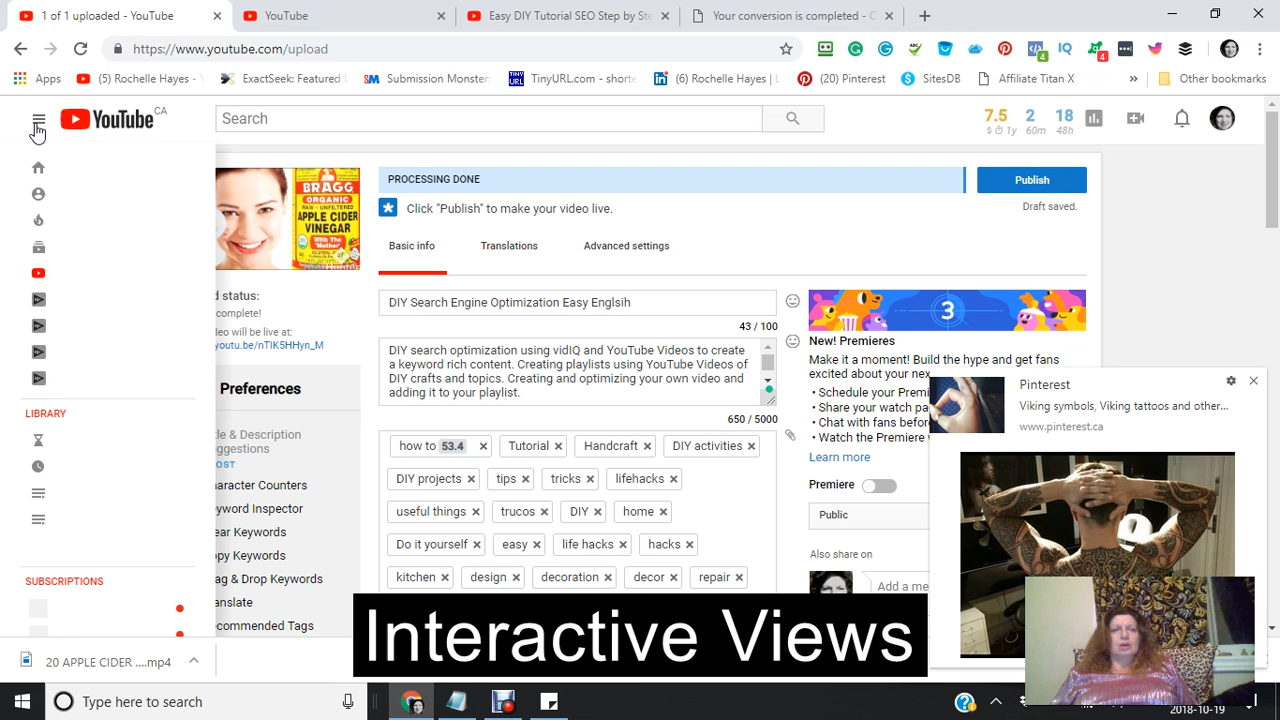 1 of 1 uploaded - YouTube
YouTube
Easy DIY Tutorial SEO Step by Ste
Your conversion is completed - C
https://www.youtube.com/upload
Apps
(5) Rochelle Hayes -
ExactSeek: Featured
Submission Monster
TinyURL.com - shorte
(6) Rochelle Hayes |
(20) Pinterest
SitesDB
Affiliate Titan X
»
Other bookmarks
YouTube CA
Search
7.5 2 18
1y 60m 48h
BRAGG
ORGANIC
RAW - UNFILTERED
APPLE CIDER
VINEGAR
With The
'Mother'
PROCESSING DONE
Publish
Click "Publish" to make your video live.
Draft saved.
Basic info
Translations
Advanced settings
d status:
complete!
deo will be live at:
youtu.be/nTIK5HHyn_M
DIY Search Engine Optimization Easy Englsih
43 / 100
DIY search optimization using vidIQ and YouTube Videos to create
a keyword rich content. Creating playlists using YouTube Videos of
DIY crafts and topics. Creating and optimizing your own video and
adding it to your playlist.
650 / 5000
3
New! Premieres
Make it a moment! Build the hype and get fans
excited about your nex
• Schedule your Premi
• Share your watch pa
• Chat with fans before
• Watch the Premiere w
Learn more
Premiere
Public
Also share on
Add a me
Pinterest
Viking symbols, Viking tattoos and other...
www.pinterest.ca
LIBRARY
SUBSCRIPTIONS
Preferences
tle & Description
uggestions
OST
aracter Counters
eyword Inspector
ear Keywords
py Keywords
ag & Drop Keywords
anslate
commended Tags
how to 53.4
Tutorial
Handcraft
DIY activities
DIY projects
tips
tricks
lifehacks
useful things
trucos
DIY
home
Do it yourself
easy
life hacks
hacks
kitchen
design
decoration
decor
repair
Interactive Views
20 APPLE CIDER ....mp4
Type here to search
2018-10-19